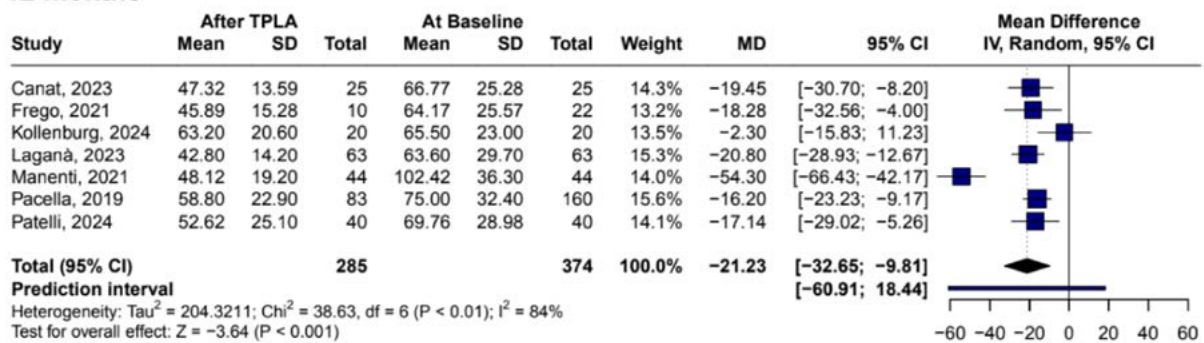 After TPLA At Baseline Mean Difference
Study Mean SD Total Mean SD Total Weight MD 95% CI IV, Random, 95% CI
Canat, 2023 47.32 13.59 25 66.77 25.28 25 14.3% −19.45 [−30.70; −8.20]
Frego, 2021 45.89 15.28 10 64.17 25.57 22 13.2% −18.28 [−32.56; −4.00]
Kollenburg, 2024 63.20 20.60 20 65.50 23.00 20 13.5% −2.30 [−15.83; 11.23]
Laganà, 2023 42.80 14.20 63 63.60 29.70 63 15.3% −20.80 [−28.93; −12.67]
Manenti, 2021 48.12 19.20 44 102.42 36.30 44 14.0% −54.30 [−66.43; −42.17]
Pacella, 2019 58.80 22.90 83 75.00 32.40 160 15.6% −16.20 [−23.23; −9.17]
Patelli, 2024 52.62 25.10 40 69.76 28.98 40 14.1% −17.14 [−29.02; −5.26]
Total (95% CI) 285 374 100.0% −21.23 [−32.65; −9.81]
Prediction interval [−60.91; 18.44]
Heterogeneity: Tau² = 204.3211; Chi² = 38.63, df = 6 (P < 0.01); I² = 84%
Test for overall effect: Z = −3.64 (P < 0.001) −60 −40 −20 0 20 40 60